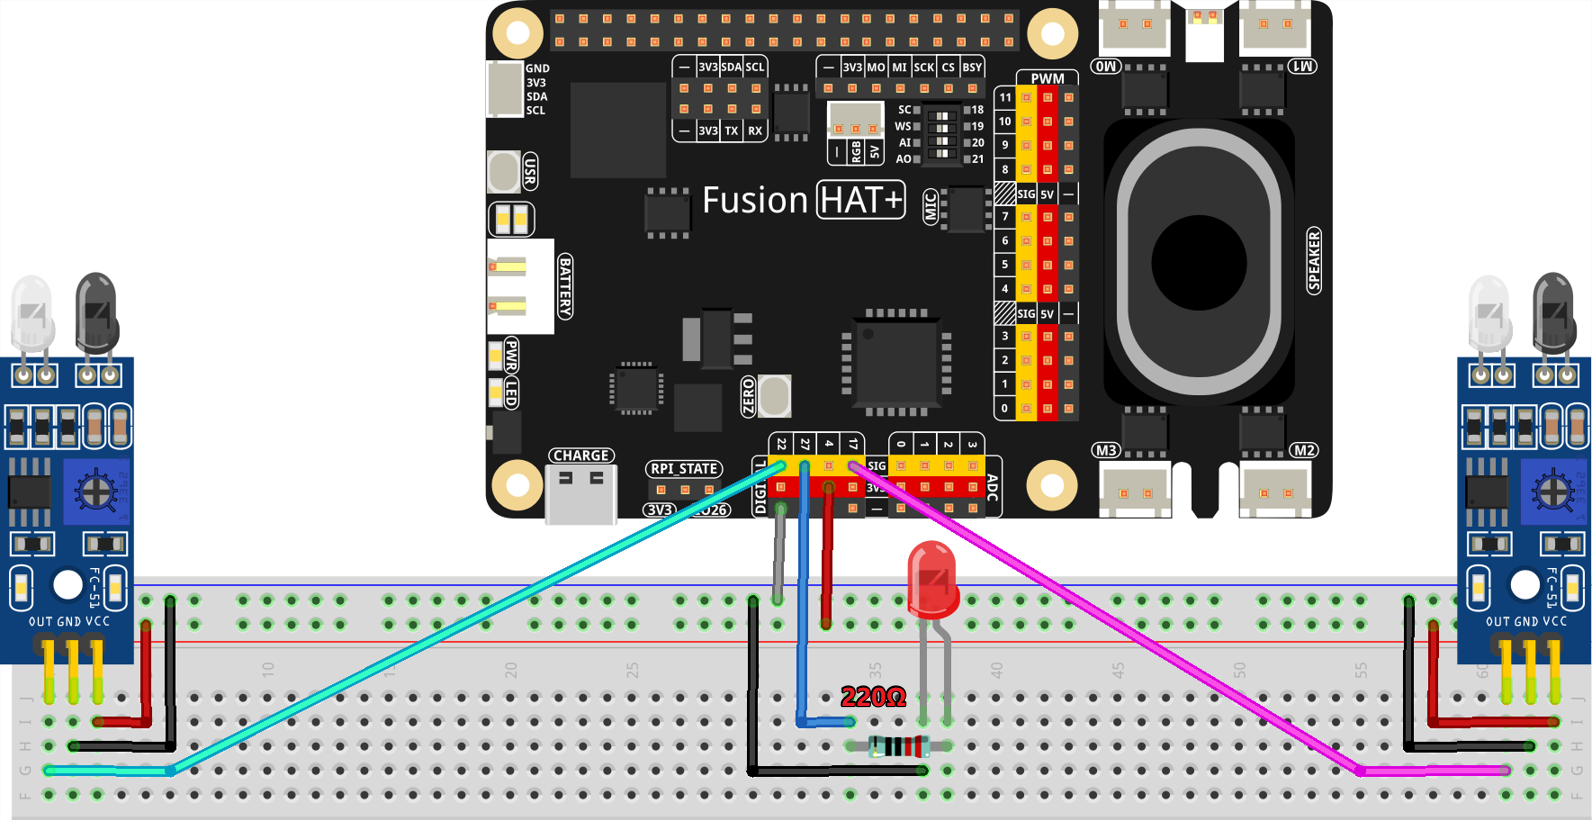 GND
3V3
SDA
SCL
— 3V3 SDA SCL
— 3V3 TX RX
— 3V3 MO MI SCK CS BSY
M0
M1
PWM
11
10
9
8
SIG 5V —
7
6
5
4
SIG 5V —
3
2
1
0
SC 18
WS 19
AI 20
AO 21
— RGB 5V
USR
Fusion HAT+
MIC
SPEAKER
BATTERY
PWR
LED
ZERO
CHARGE
RPI_STATE
3V3
22 27 4 17
0 1 2 3
SIG
3V3
—
ADC
M3
M2
FC-51
OUT GND VCC
FC-51
OUT GND VCC
10 20 25 35 40 45 50 55 60
220Ω
J J
I I
H H
G G
F F